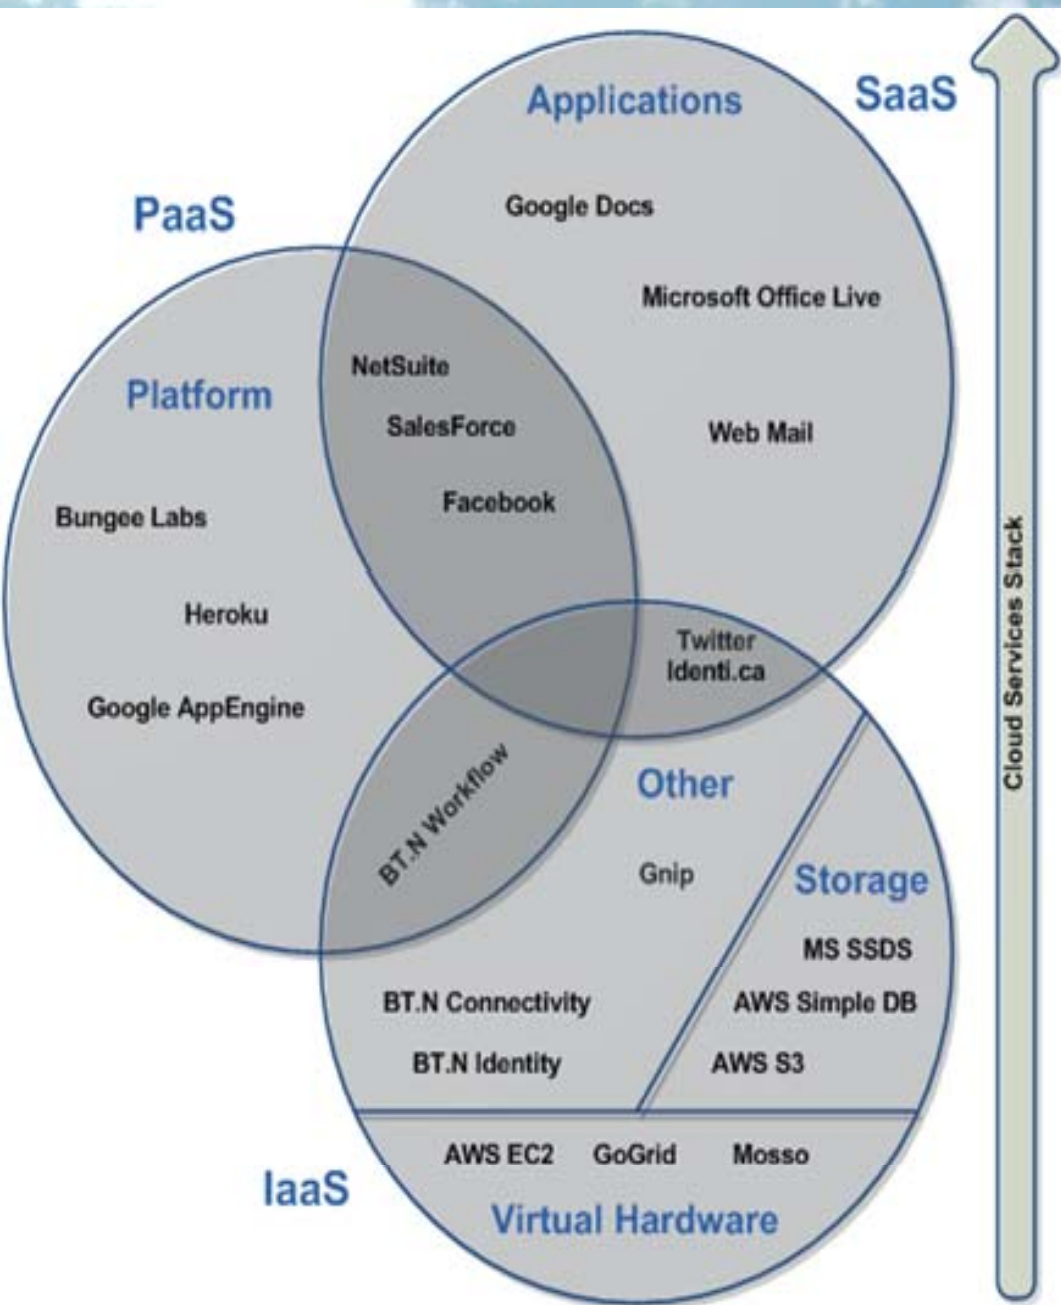 Applications
SaaS
Google Docs
PaaS
Microsoft Office Live
NetSuite
Platform
SalesForce
Web Mail
Facebook
Bungee Labs
Heroku
Twitter
Identi.ca
Google AppEngine
Cloud Services Stack
BT.N Workflow
Other
Gnip
Storage
MS SSDS
BT.N Connectivity
AWS Simple DB
BT.N Identity
AWS S3
AWS EC2
GoGrid
Mosso
IaaS
Virtual Hardware